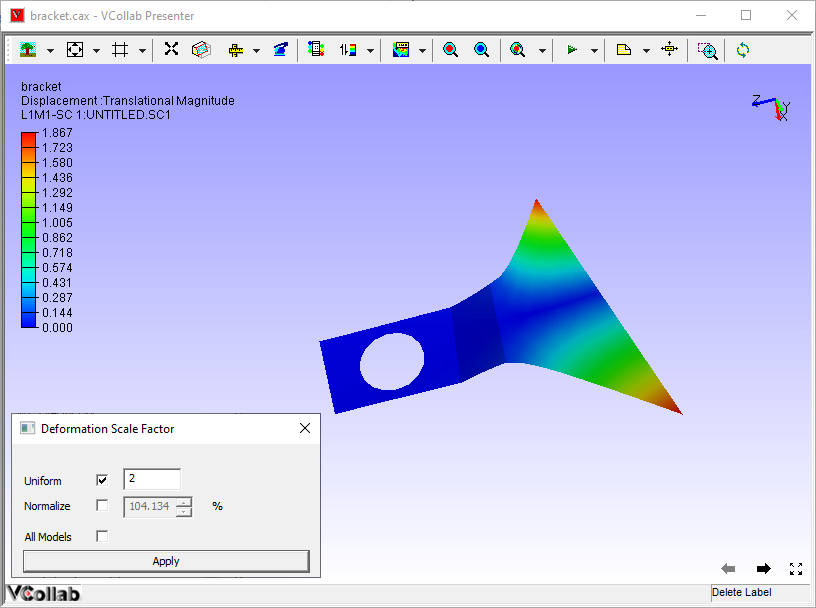 bracket.cax - VCollab Presenter
bracket
Displacement :Translational Magnitude
L1M1-SC 1:UNTITLED.SC1
1.867
1.723
1.580
1.436
1.292
1.149
1.005
0.862
0.718
0.574
0.431
0.287
0.144
0.000
Z
Y
X
Deformation Scale Factor
Uniform 2
Normalize 104.134 %
All Models
Apply
VCollab
Delete Label